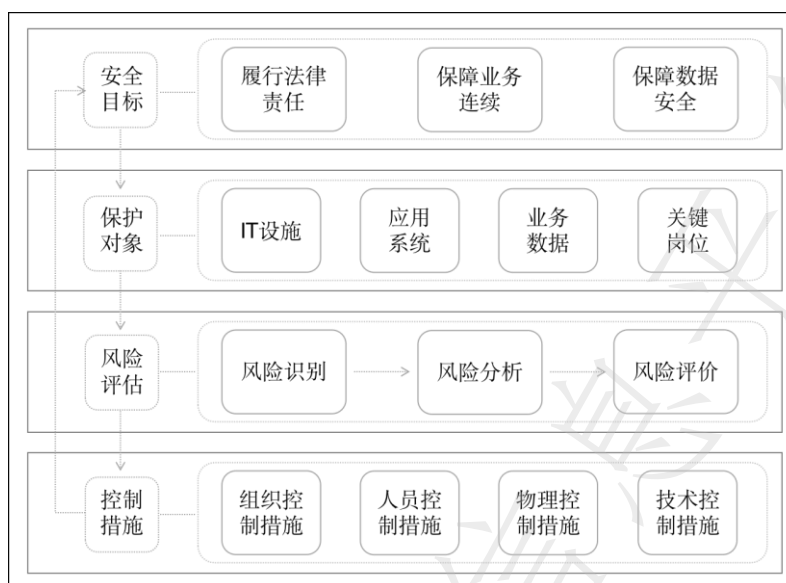 安全
目标
履行法律
责任
保障业务
连续
保障数据
安全
保护
对象
IT设施
应用
系统
业务
数据
关键
岗位
风险
评估
风险识别
风险分析
风险评价
控制
措施
组织控
制措施
人员控
制措施
物理控
制措施
技术控
制措施